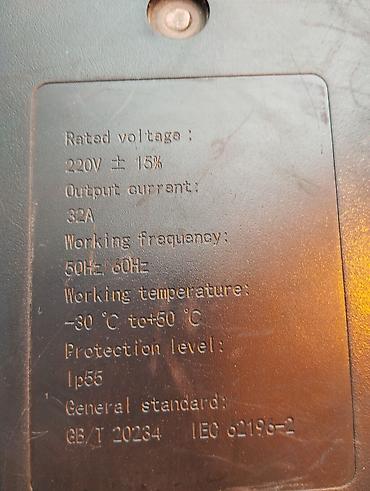 Rated voltage:
220V ± 15%
Output current:
32A
Working frequency:
50Hz/60Hz
Working temperature:
-30 ℃ to+50 ℃
Protection level:
Ip55
General standard:
GB/T 20234 IEC 62196-2